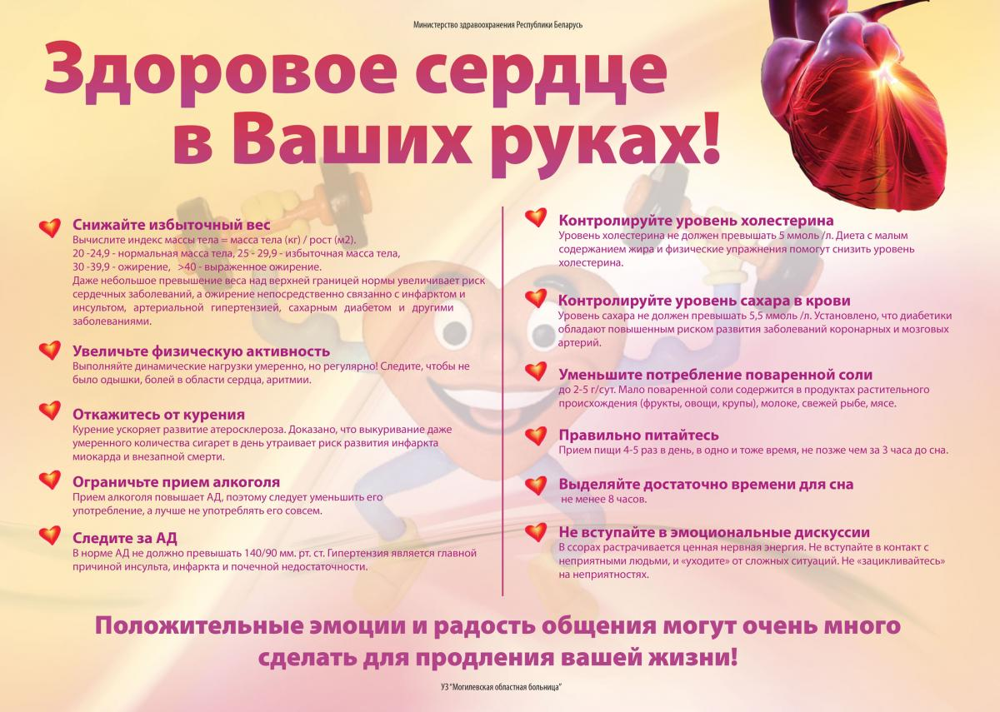 Министерство здравоохранения Республики Беларусь
Здоровое сердце
в Ваших руках!
Снижайте избыточный вес
Вычислите индекс массы тела = масса тела (кг) / рост (м2).
20 -24,9 - нормальная масса тела, 25 - 29,9 - избыточная масса тела,
30 -39,9 - ожирение, >40 - выраженное ожирение.
Даже небольшое превышение веса над верхней границей нормы увеличивает риск
сердечных заболеваний, а ожирение непосредственно связанно с инфарктом и
инсультом, артериальной гипертензией, сахарным диабетом и другими
заболеваниями.
Увеличьте физическую активность
Выполняйте динамические нагрузки умеренно, но регулярно! Следите, чтобы не
было одышки, болей в области сердца, аритмии.
Откажитесь от курения
Курение ускоряет развитие атеросклероза. Доказано, что выкуривание даже
умеренного количества сигарет в день утраивает риск развития инфаркта
миокарда и внезапной смерти.
Ограничьте прием алкоголя
Прием алкоголя повышает АД, поэтому следует уменьшить его
употребление, а лучше не употреблять его совсем.
Следите за АД
В норме АД не должно превышать 140/90 мм. рт. ст. Гипертензия является главной
причиной инсульта, инфаркта и почечной недостаточности.
Контролируйте уровень холестерина
Уровень холестерина не должен превышать 5 ммоль /л. Диета с малым
содержанием жира и физические упражнения помогут снизить уровень
холестерина.
Контролируйте уровень сахара в крови
Уровень сахара не должен превышать 5,5 ммоль /л. Установлено, что диабетики
обладают повышенным риском развития заболеваний коронарных и мозговых
артерий.
Уменьшите потребление поваренной соли
до 2-5 г/сут. Мало поваренной соли содержится в продуктах растительного
происхождения (фрукты, овощи, крупы), молоке, свежей рыбе, мясе.
Правильно питайтесь
Прием пищи 4-5 раз в день, в одно и тоже время, не позже чем за 3 часа до сна.
Выделяйте достаточно времени для сна
не менее 8 часов.
Не вступайте в эмоциональные дискуссии
В ссорах растрачивается ценная нервная энергия. Не вступайте в контакт с
неприятными людьми, и «уходите» от сложных ситуаций. Не «зацикливайтесь»
на неприятностях.
Положительные эмоции и радость общения могут очень много
сделать для продления вашей жизни!
УЗ "Могилевская областная больница"